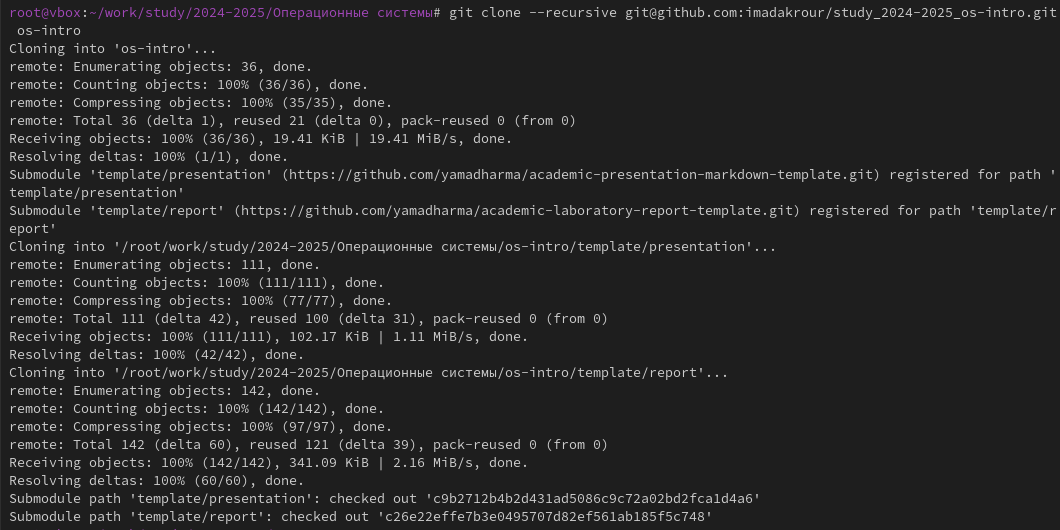 root@vbox:~/work/study/2024-2025/Операционные системы# git clone --recursive git@github.com:imadakrour/study_2024-2025_os-intro.git
 os-intro
Cloning into 'os-intro'...
remote: Enumerating objects: 36, done.
remote: Counting objects: 100% (36/36), done.
remote: Compressing objects: 100% (35/35), done.
remote: Total 36 (delta 1), reused 21 (delta 0), pack-reused 0 (from 0)
Receiving objects: 100% (36/36), 19.41 KiB | 19.41 MiB/s, done.
Resolving deltas: 100% (1/1), done.
Submodule 'template/presentation' (https://github.com/yamadharma/academic-presentation-markdown-template.git) registered for path '
template/presentation'
Submodule 'template/report' (https://github.com/yamadharma/academic-laboratory-report-template.git) registered for path 'template/r
eport'
Cloning into '/root/work/study/2024-2025/Операционные системы/os-intro/template/presentation'...
remote: Enumerating objects: 111, done.
remote: Counting objects: 100% (111/111), done.
remote: Compressing objects: 100% (77/77), done.
remote: Total 111 (delta 42), reused 100 (delta 31), pack-reused 0 (from 0)
Receiving objects: 100% (111/111), 102.17 KiB | 1.11 MiB/s, done.
Resolving deltas: 100% (42/42), done.
Cloning into '/root/work/study/2024-2025/Операционные системы/os-intro/template/report'...
remote: Enumerating objects: 142, done.
remote: Counting objects: 100% (142/142), done.
remote: Compressing objects: 100% (97/97), done.
remote: Total 142 (delta 60), reused 121 (delta 39), pack-reused 0 (from 0)
Receiving objects: 100% (142/142), 341.09 KiB | 2.16 MiB/s, done.
Resolving deltas: 100% (60/60), done.
Submodule path 'template/presentation': checked out 'c9b2712b4b2d431ad5086c9c72a02bd2fca1d4a6'
Submodule path 'template/report': checked out 'c26e22effe7b3e0495707d82ef561ab185f5c748'